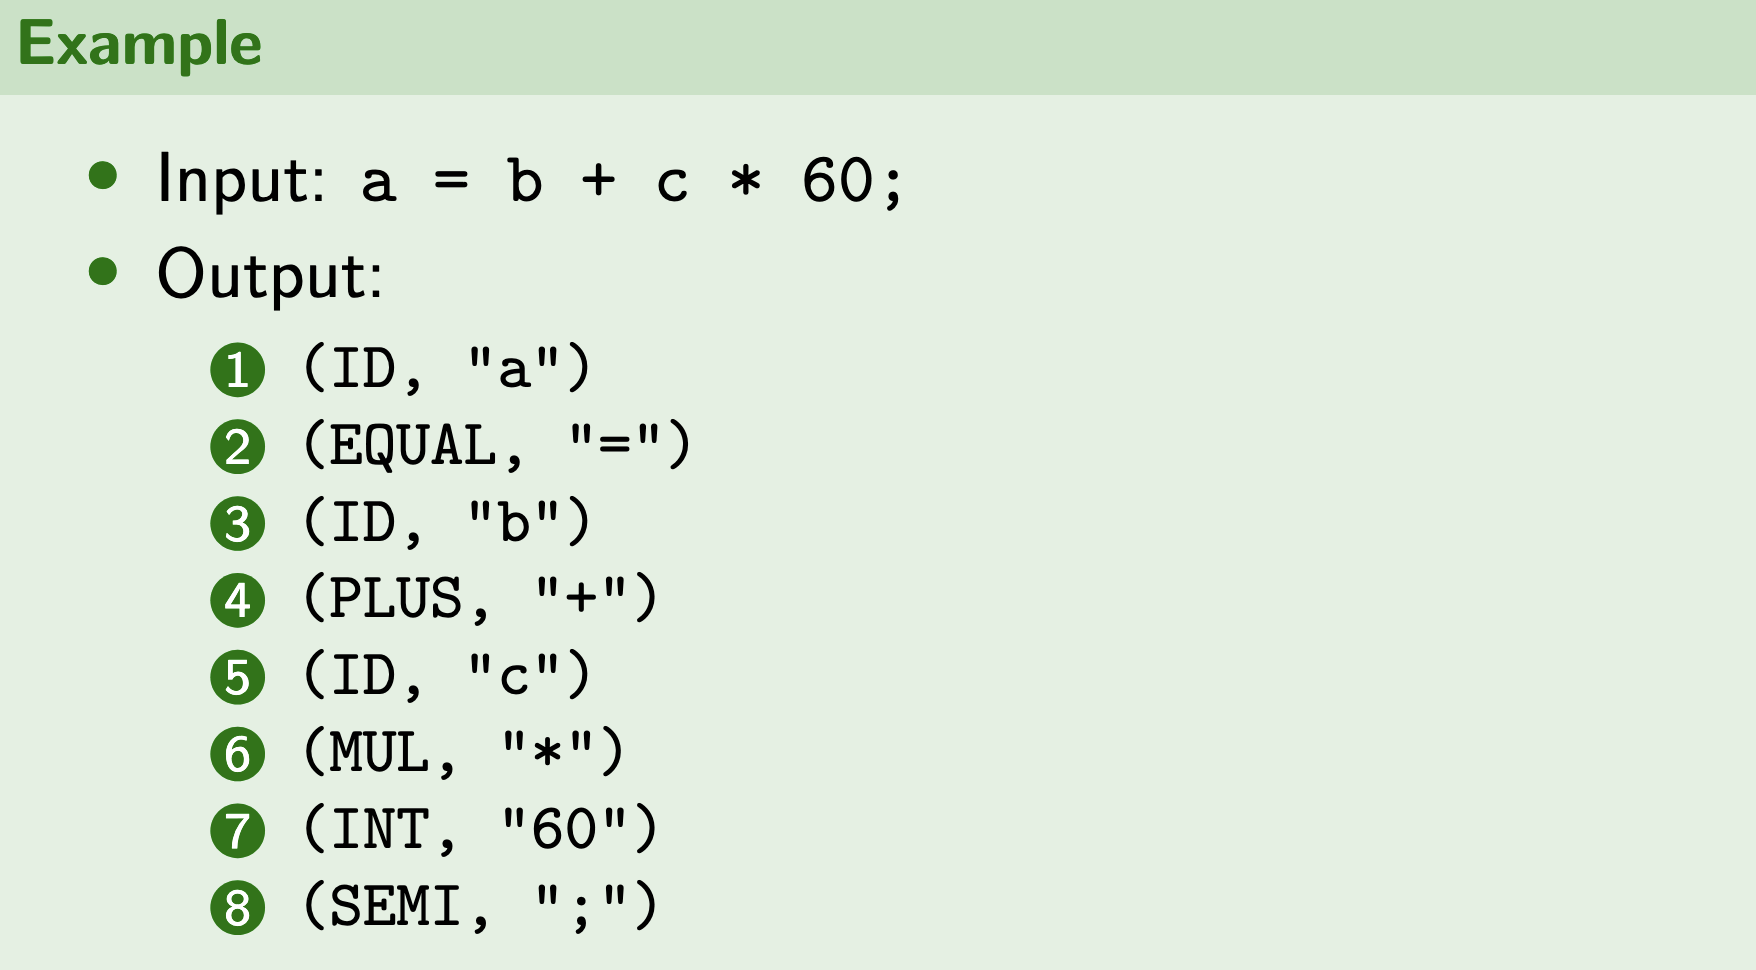 Example
• Input: a = b + c * 60;
• Output:
1 (ID, "a")
2 (EQUAL, "=")
3 (ID, "b")
4 (PLUS, "+")
5 (ID, "c")
6 (MUL, "*")
7 (INT, "60")
8 (SEMI, ";")